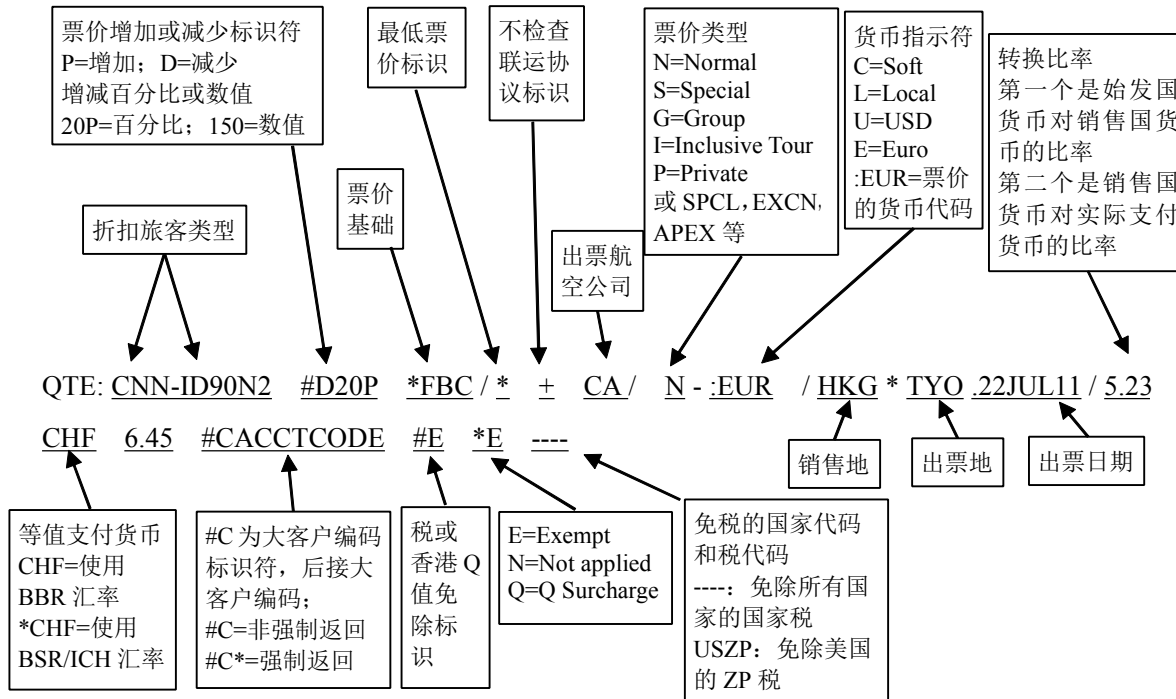 票价增加或减少标识符
P=增加；D=减少
增减百分比或数值
20P=百分比；150=数值
最低票
价标识
不检查
联运协
议标识
票价类型
N=Normal
S=Special
G=Group
I=Inclusive Tour
P=Private
或 SPCL，EXCN，
APEX 等
货币指示符
C=Soft
L=Local
U=USD
E=Euro
:EUR=票价
的货币代码
转换比率
第一个是始发国
货币对销售国货
币的比率
第二个是销售国
货币对实际支付
货币的比率
折扣旅客类型
票价
基础
出票航
空公司
QTE: CNN-ID90N2 #D20P *FBC / * + CA / N - :EUR / HKG * TYO .22JUL11 / 5.23
CHF 6.45 #CACCTCODE #E *E ----
销售地
出票地
出票日期
等值支付货币
CHF=使用
BBR 汇率
*CHF=使用
BSR/ICH 汇率
#C 为大客户编码
标识符，后接大
客户编码；
#C=非强制返回
#C*=强制返回
税或
香港 Q
值免
除标
识
E=Exempt
N=Not applied
Q=Q Surcharge
免税的国家代码
和税代码
----：免除所有国
家的国家税
USZP：免除美国
的 ZP 税